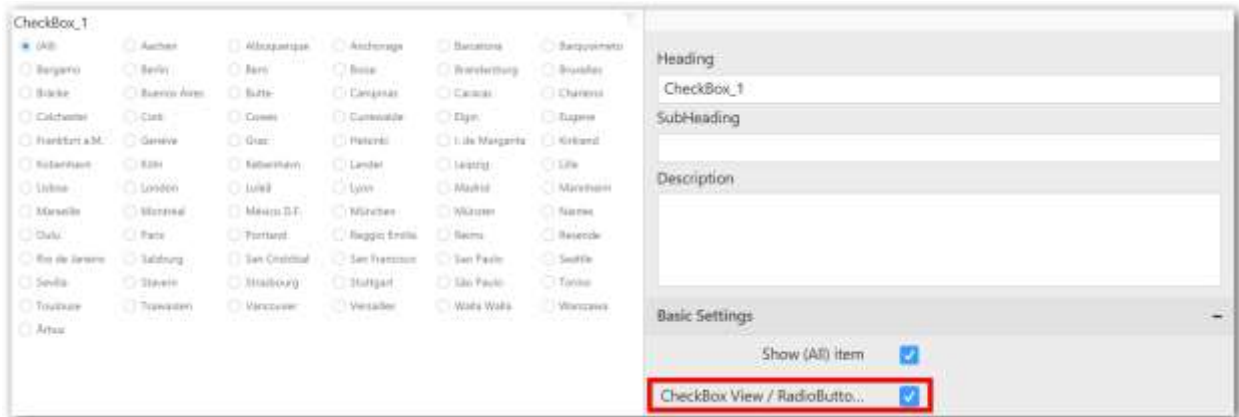 CheckBox_1
(All) Aachen Albuquerque Anchorage Barcelona Barquisimeto
Bergamo Berlin Bern Boise Brandenburg Bruxelles
Bräcke Buenos Aires Butte Campinas Caracas Charleroi
Colchester Cork Cowes Cunewalde Elgin Eugene
Frankfurt a.M. Genève Graz Helsinki I. de Margarita Kirkland
Kobenhavn Köln København Lander Leipzig Lille
Lisboa London Luleå Lyon Madrid Mannheim
Marseille Montréal México D.F. München Münster Nantes
Oulu Paris Portland Reggio Emilia Reims Resende
Rio de Janeiro Salzburg San Cristóbal San Francisco Sao Paulo Seattle
Sevilla Stavern Strasbourg Stuttgart São Paulo Torino
Toulouse Tsawassen Vancouver Versailles Walla Walla Warszawa
Århus
Heading
CheckBox_1
SubHeading
Description
Basic Settings –
Show (All) item
CheckBox View / RadioButto...